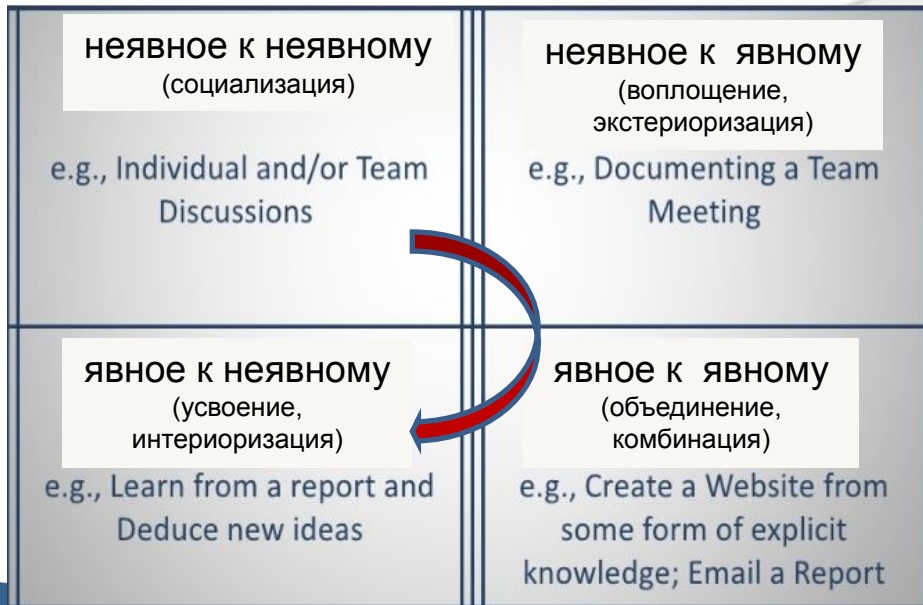 неявное к неявному
(социализация)
e.g., Individual and/or Team
Discussions
неявное к явному
(воплощение,
экстериоризация)
e.g., Documenting a Team
Meeting
явное к неявному
(усвоение,
интериоризация)
e.g., Learn from a report and
Deduce new ideas
явное к явному
(объединение,
комбинация)
e.g., Create a Website from
some form of explicit
knowledge; Email a Report